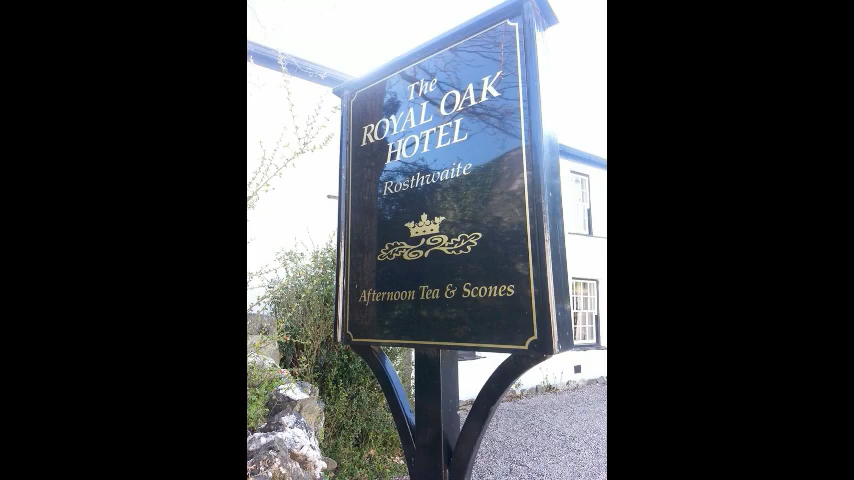 The
ROYAL OAK
HOTEL
Rosthwaite
Afternoon Tea & Scones